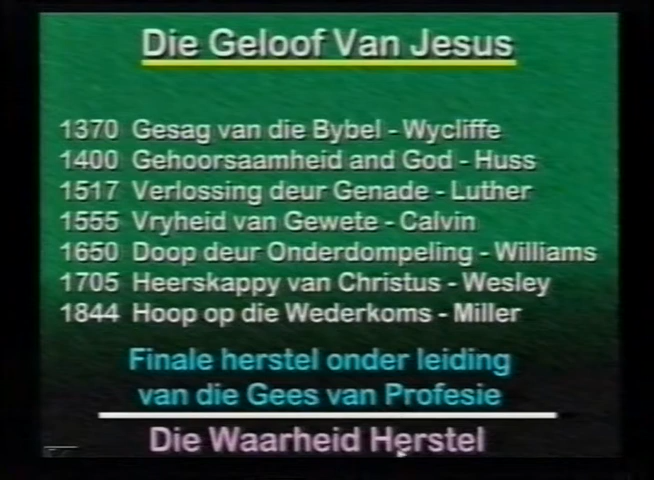 Die Geloof Van Jesus
1370 Gesag van die Bybel - Wycliffe
1400 Gehoorsaamheid and God - Huss
1517 Verlossing deur Genade - Luther
1555 Vryheid van Gewete - Calvin
1650 Doop deur Onderdompeling - Williams
1705 Heerskappy van Christus - Wesley
1844 Hoop op die Wederkoms - Miller
Finale herstel onder leiding
van die Gees van Profesie
Die Waarheid Herstel